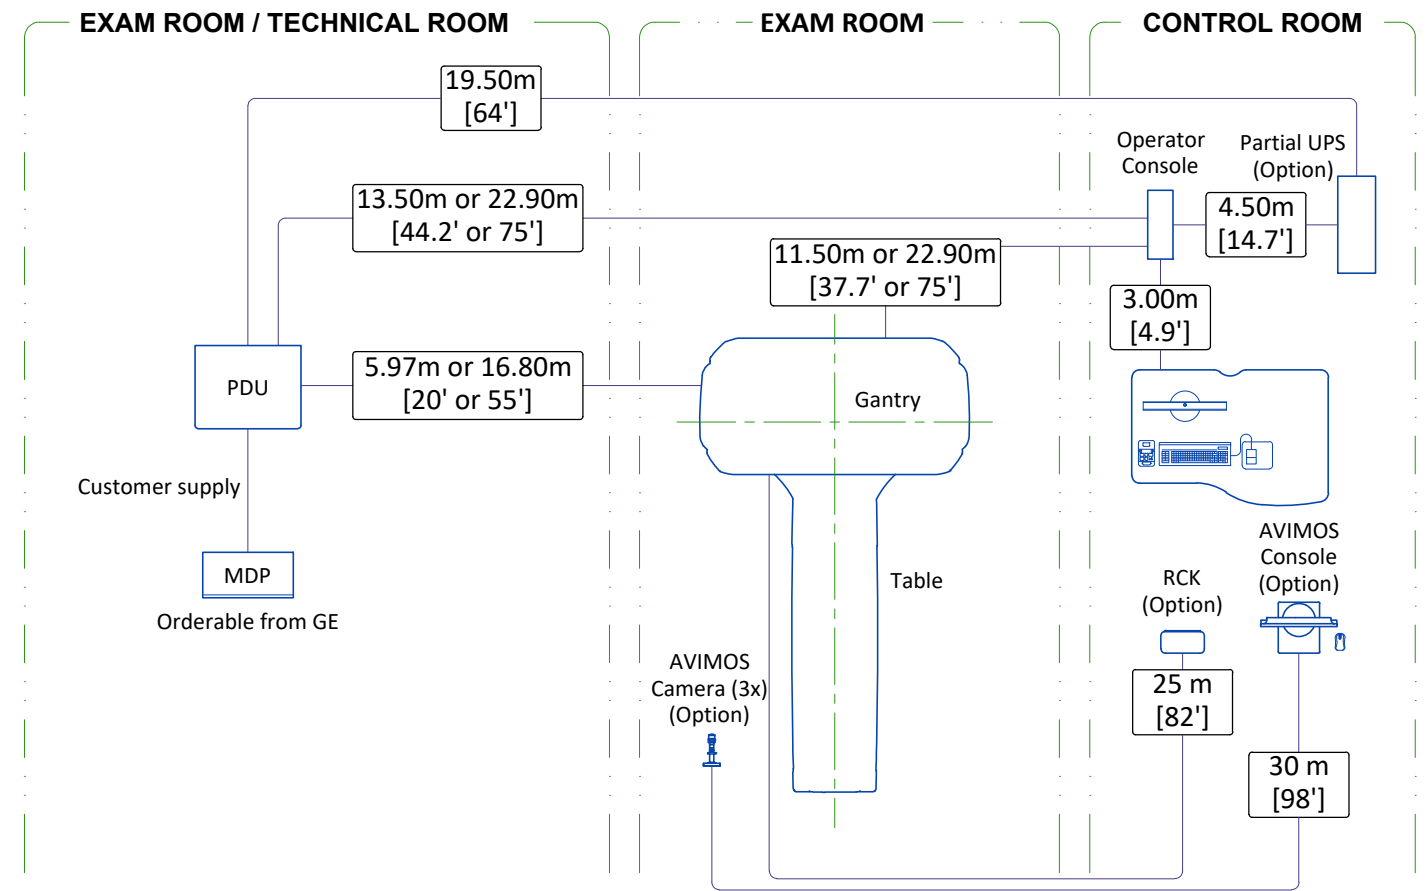 EXAM ROOM / TECHNICAL ROOM
EXAM ROOM
CONTROL ROOM
19.50m
[64']
Operator
Console
Partial UPS
(Option)
13.50m or 22.90m
[44.2' or 75']
4.50m
[14.7']
11.50m or 22.90m
[37.7' or 75']
3.00m
[4.9']
PDU
5.97m or 16.80m
[20' or 55']
Gantry
Customer supply
MDP
Orderable from GE
Table
AVIMOS
Console
(Option)
RCK
(Option)
AVIMOS
Camera (3x)
(Option)
25 m
[82']
30 m
[98']